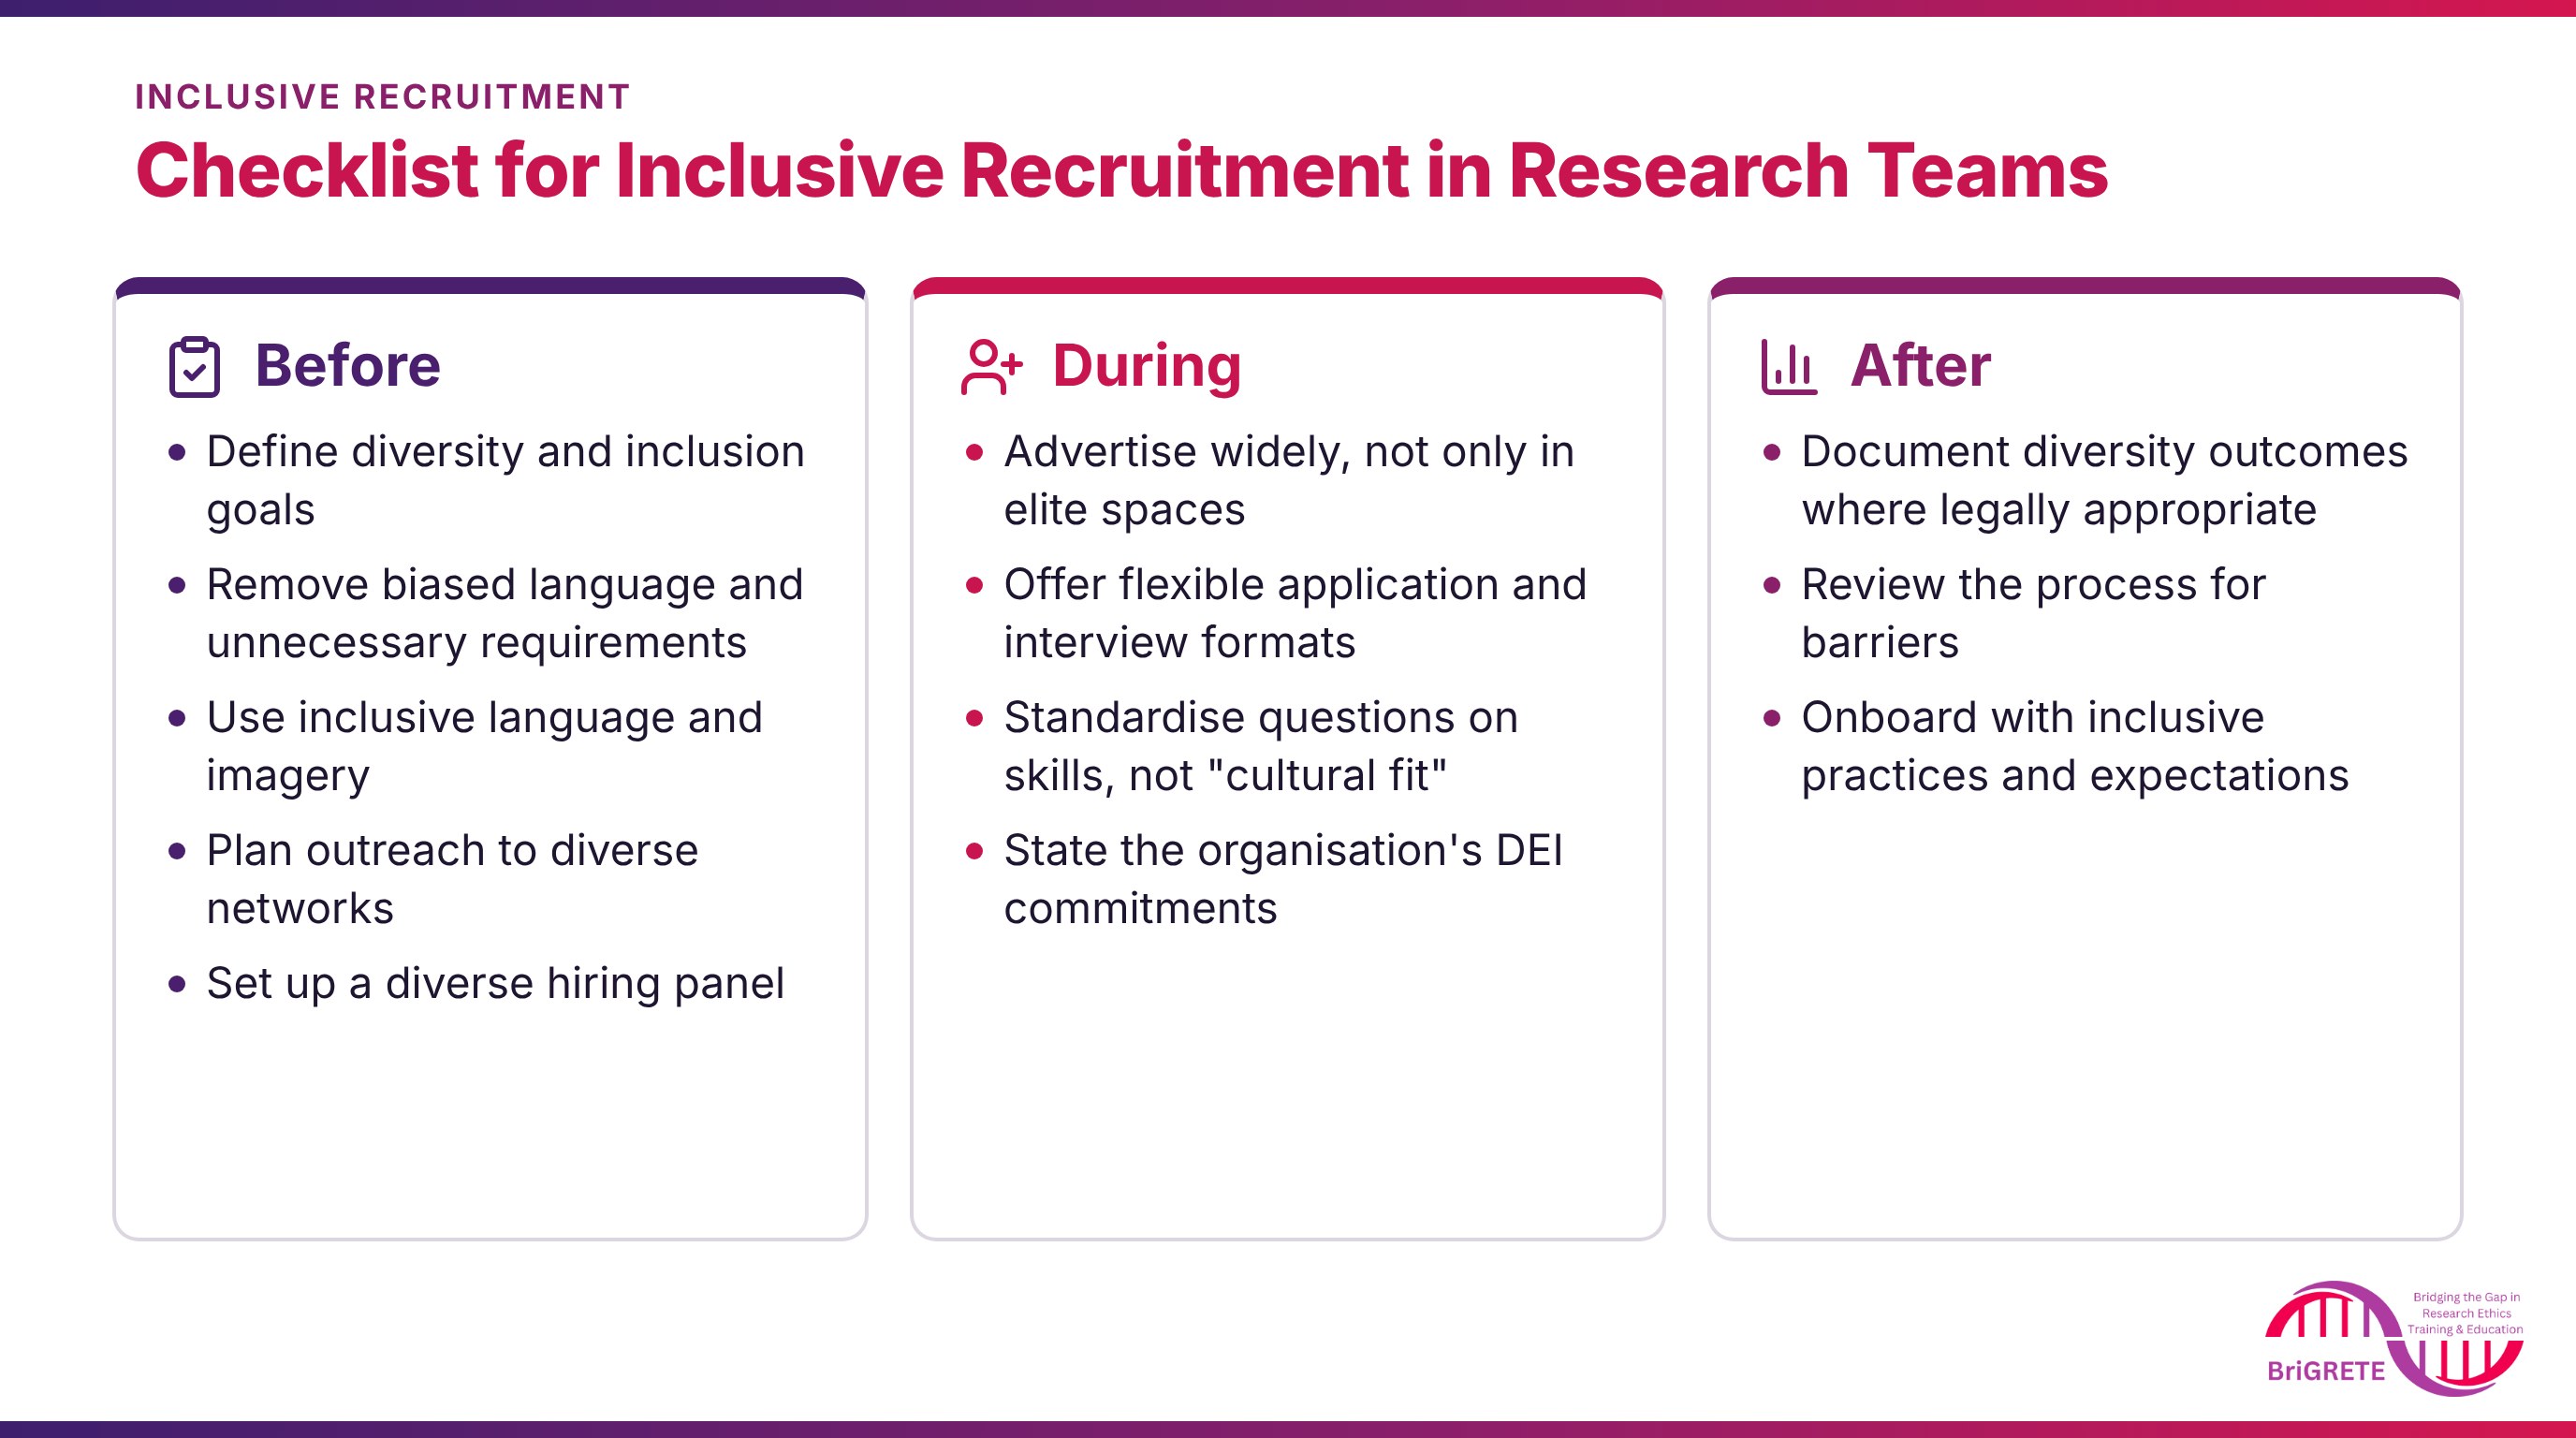 INCLUSIVE RECRUITMENT
Checklist for Inclusive Recruitment in Research Teams
Before
Define diversity and inclusion
goals
Remove biased language and
unnecessary requirements
Use inclusive language and
imagery
Plan outreach to diverse
networks
Set up a diverse hiring panel
During
Advertise widely, not only in
elite spaces
Offer flexible application and
interview formats
Standardise questions on
skills, not "cultural fit"
State the organisation's DEI
commitments
After
Document diversity outcomes
where legally appropriate
Review the process for
barriers
Onboard with inclusive
practices and expectations
Bridging the Gap in
Research Ethics
Training & Education
BriGRETE